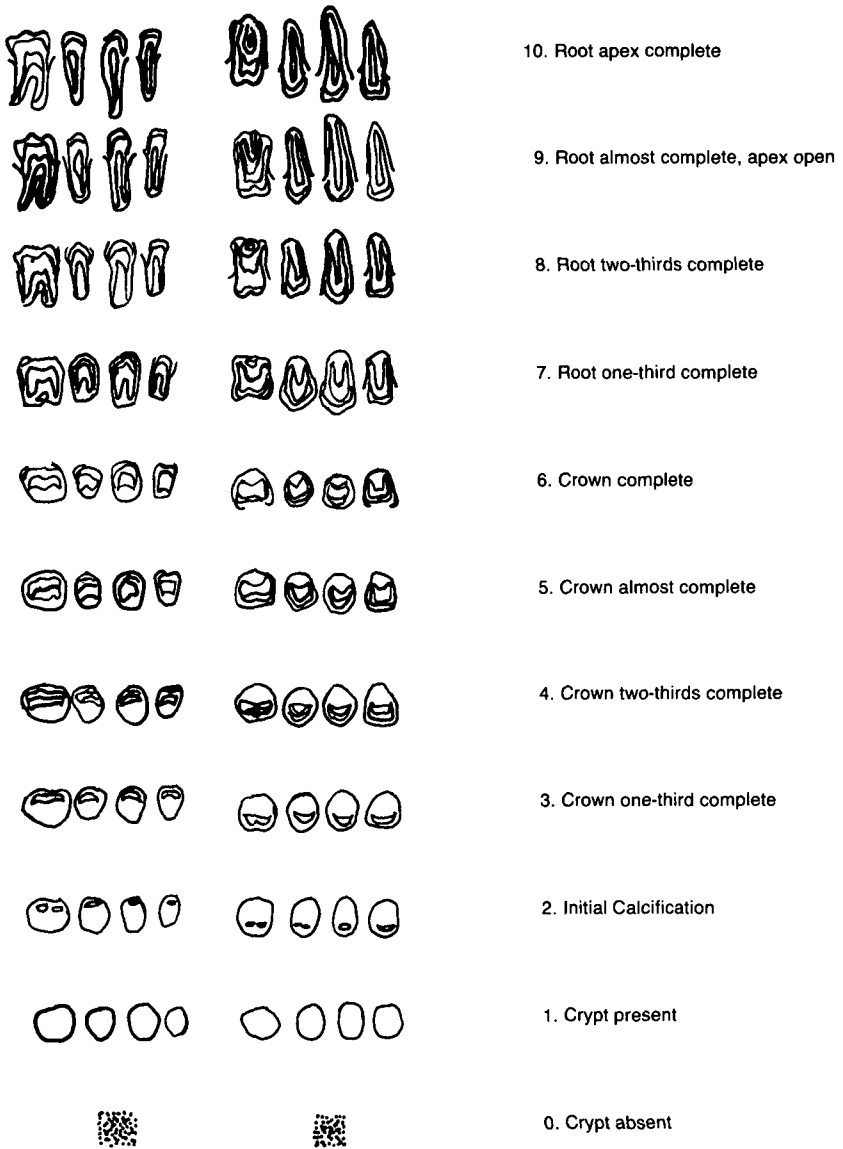 10. Root apex complete
9. Root almost complete, apex open
8. Root two-thirds complete
7. Root one-third complete
6. Crown complete
5. Crown almost complete
4. Crown two-thirds complete
3. Crown one-third complete
2. Initial Calcification
1. Crypt present
0. Crypt absent